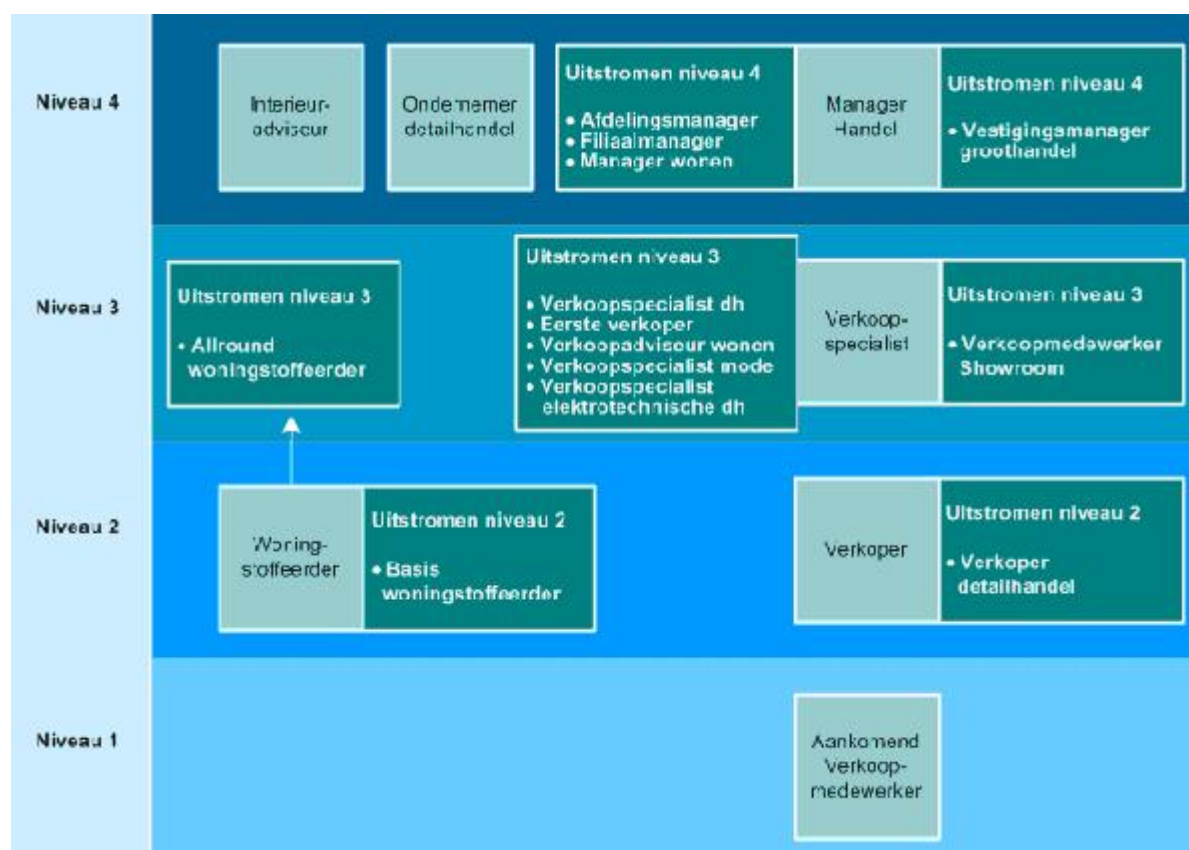 Niveau 4
Interieur-
adviseur
Ondernemer
detailhandel
Uitstromen niveau 4
• Afdelingsmanager
• Filiaalmanager
• Manager wonen
Manager
Handel
Uitstromen niveau 4
• Vestigingsmanager
groothandel
Niveau 3
Uitstromen niveau 3
• Allround
woningstoffeerder
Uitstromen niveau 3
• Verkoopspecialist dh
• Eerste verkoper
• Verkoopadviseur wonen
• Verkoopspecialist mode
• Verkoopspecialist
elektrotechnische dh
Verkoop-
specialist
Uitstromen niveau 3
• Verkoopmedewerker
Showroom
Niveau 2
Woning-
stoffeerder
Uitstromen niveau 2
• Basis
woningstoffeerder
Verkoper
Uitstromen niveau 2
• Verkoper
detailhandel
Niveau 1
Aankomend
Verkoop-
medewerker